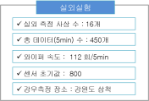 실외실험
✓ 실외 측정 사상 수 : 16개
✓ 총 데이터(5min) 수 : 450개
✓ 와이퍼 속도 : 112 회/5min
✓ 센서 초기값 : 800
✓ 강우측정 장소 : 강원도 삼척